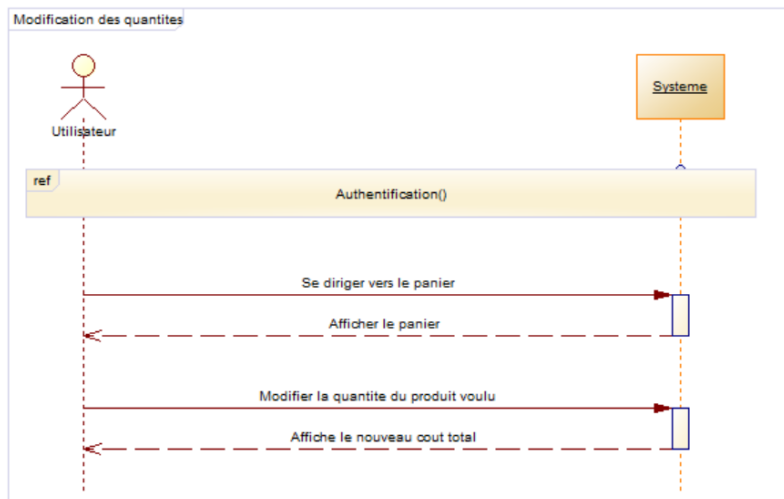 Modification des quantites
Utilisateur
Systeme
ref
Authentification()
Se diriger vers le panier
Afficher le panier
Modifier la quantite du produit voulu
Affiche le nouveau cout total